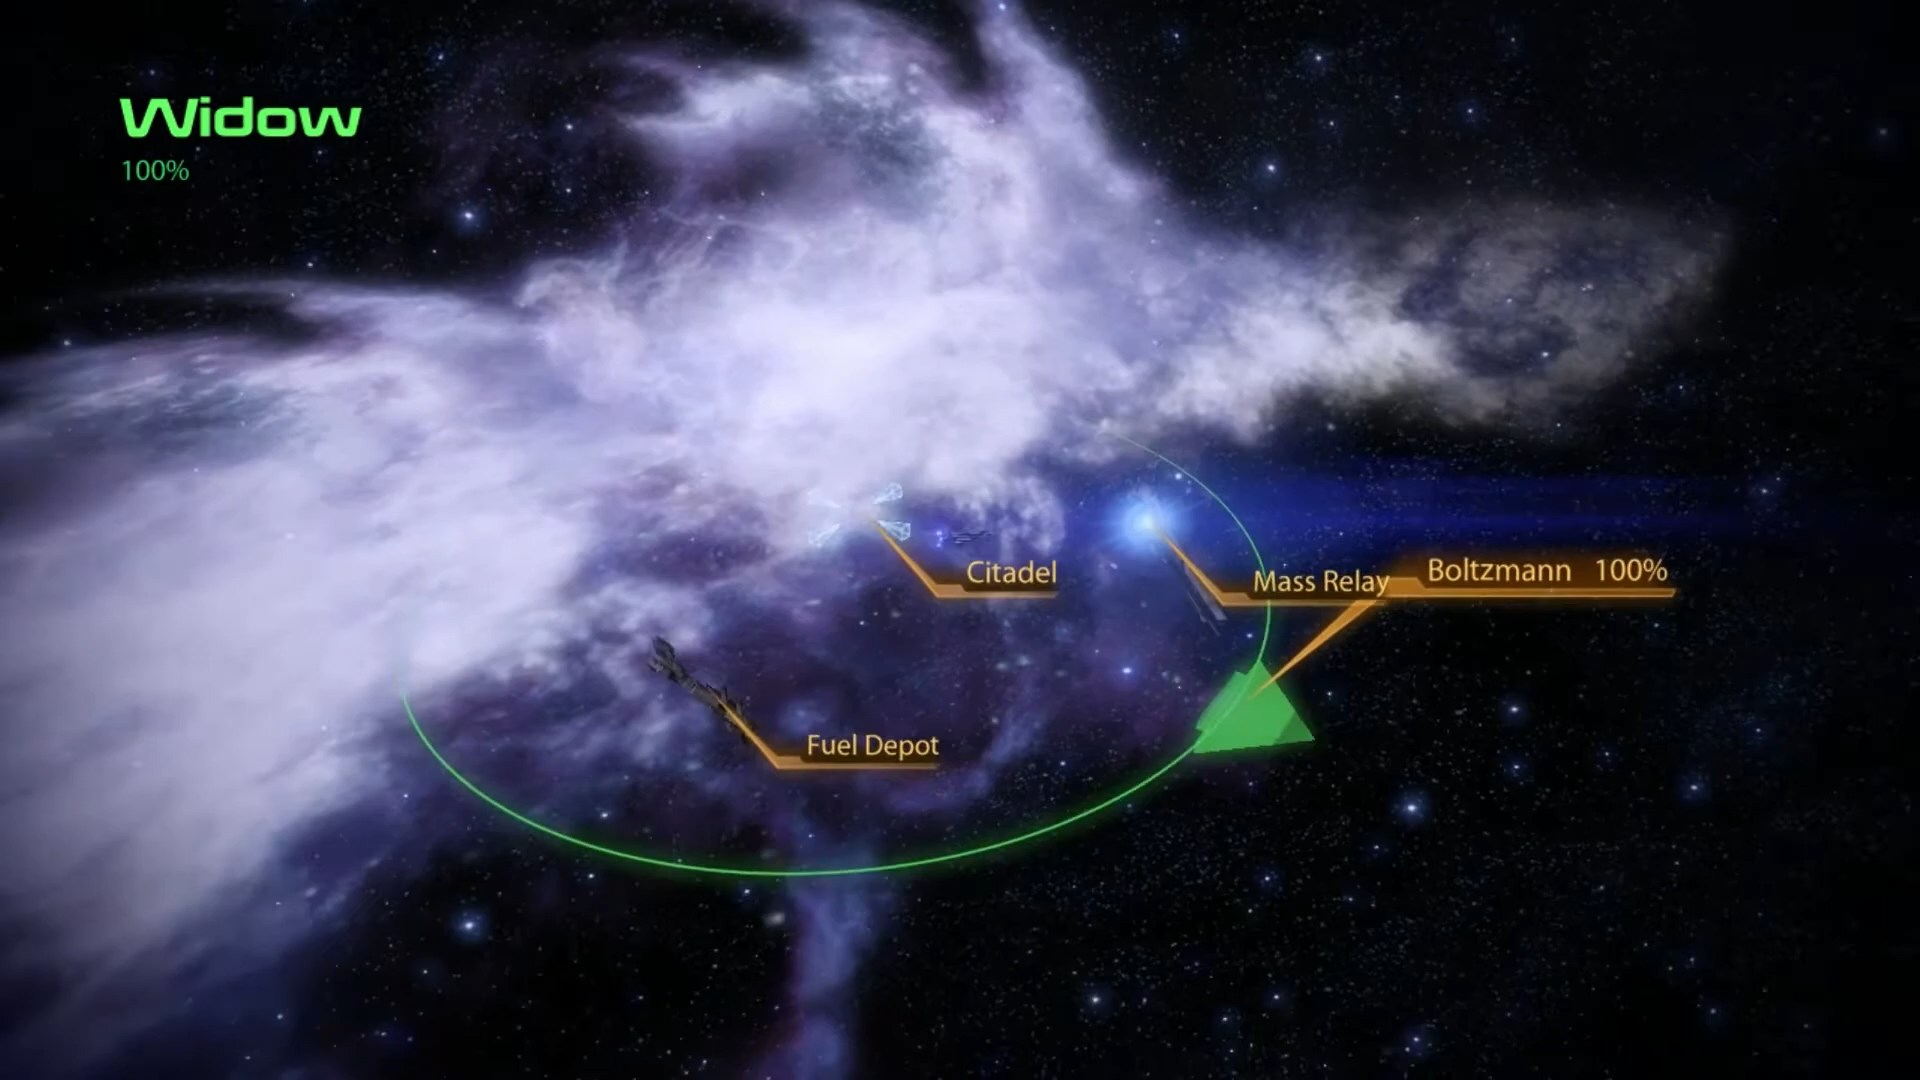 Widow
100%
Citadel
Mass Relay
Boltzmann 100%
Fuel Depot